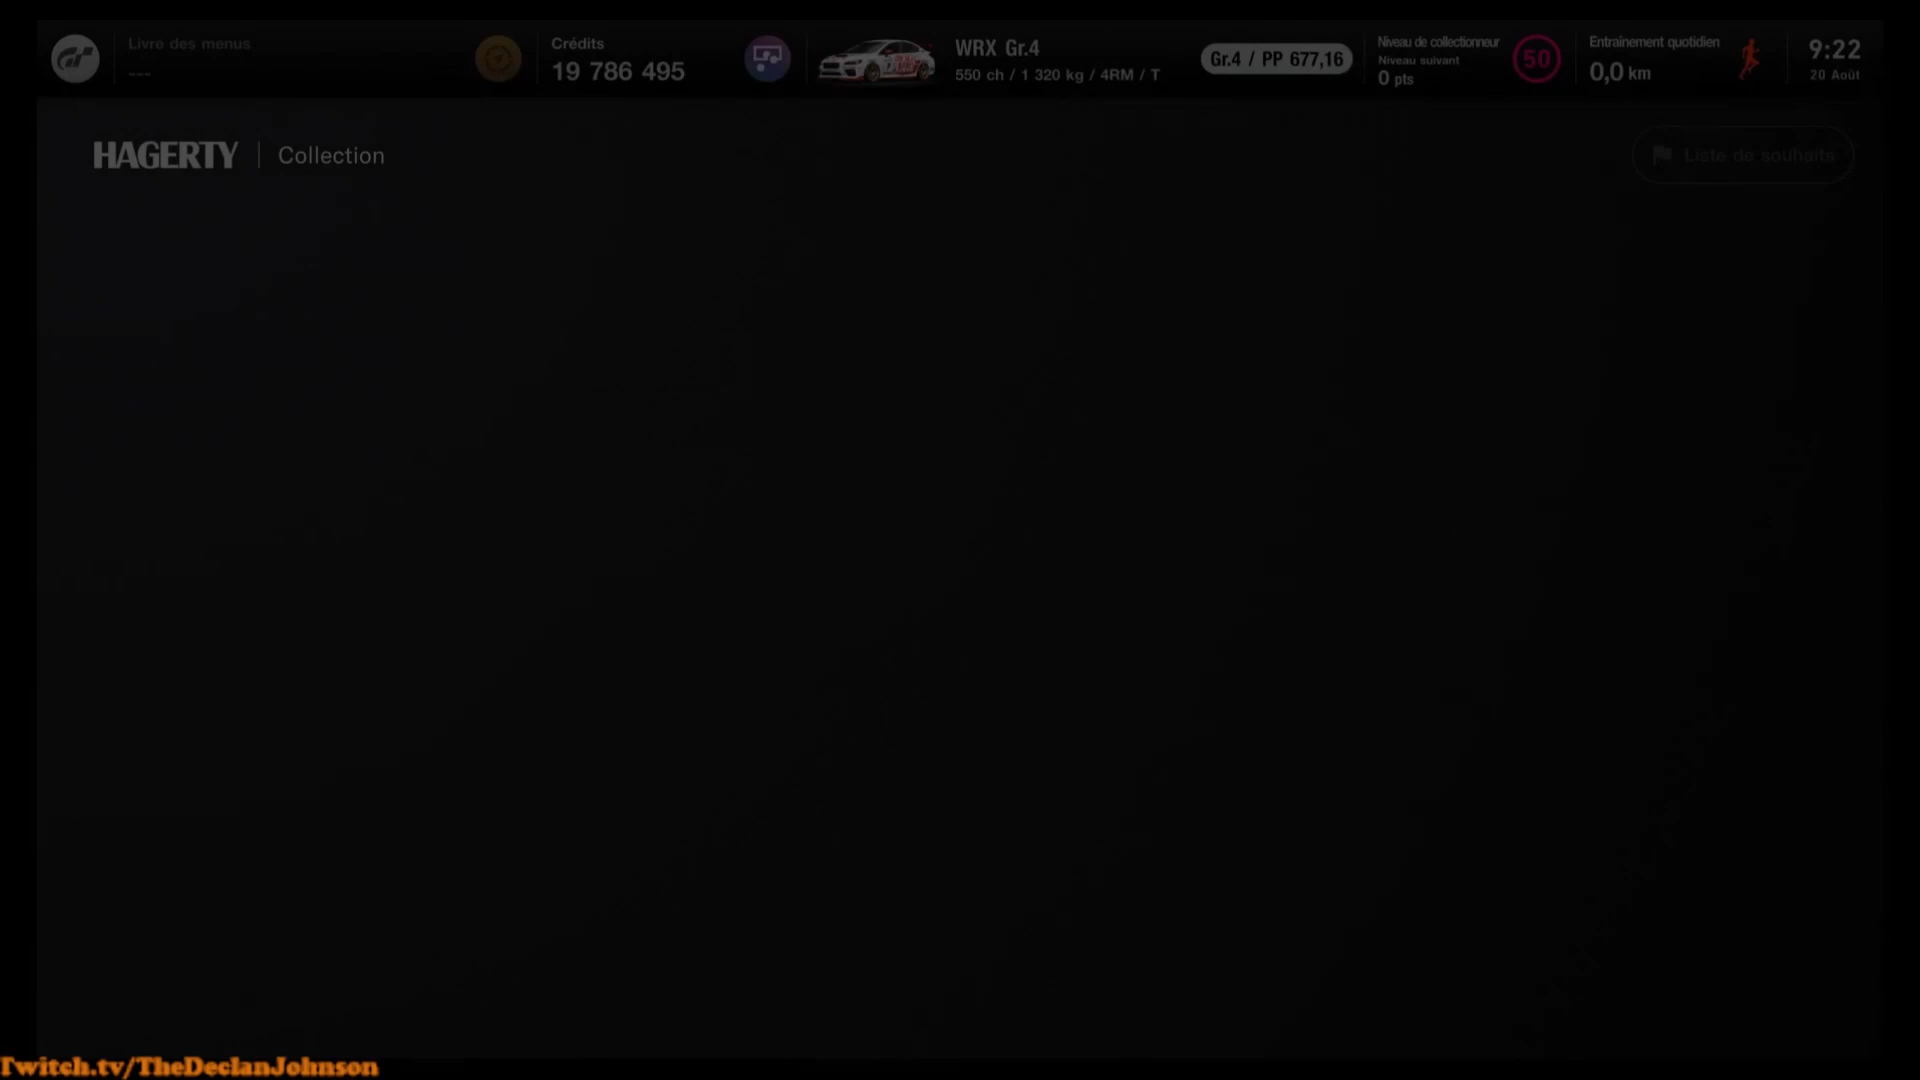 Livre des menus
---
Crédits
19 786 495
WRX Gr.4
550 ch / 1 320 kg / 4RM / T
Gr.4 / PP 677,16
Niveau de collectionneur
Niveau suivant
0 pts
50
Entraînement quotidien
0,0 km
9:22
20 Août
HAGERTY | Collection
Liste de souhaits
Twitch.tv/TheDeclanJohnson